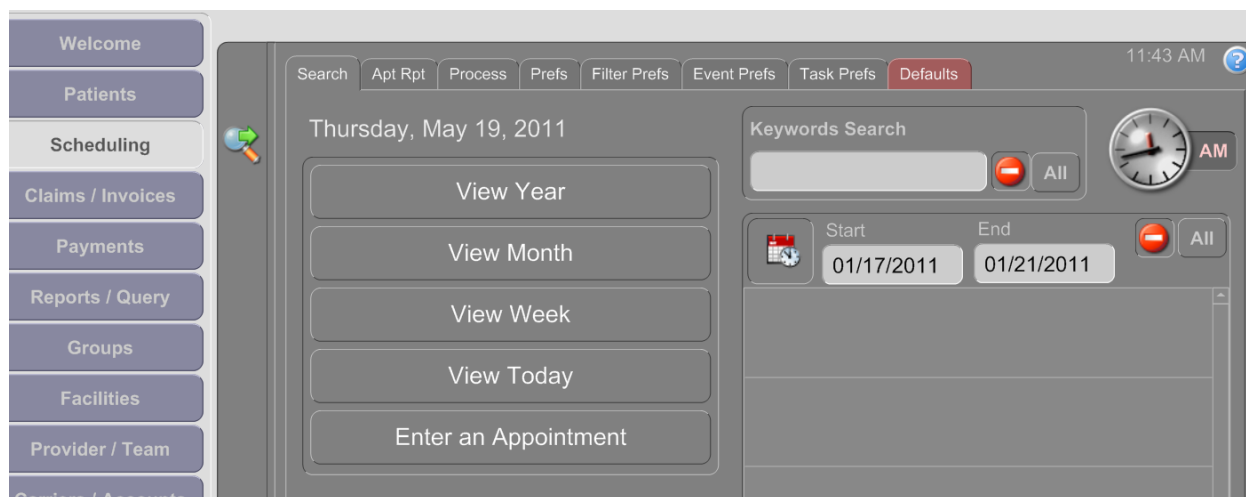 Welcome
Patients
Scheduling
Claims / Invoices
Payments
Reports / Query
Groups
Facilities
Provider / Team
Carriers / Accounts
11:43 AM
?
Search Apt Rpt Process Prefs Filter Prefs Event Prefs Task Prefs Defaults
Thursday, May 19, 2011
View Year
View Month
View Week
View Today
Enter an Appointment
Keywords Search
All
AM
Start End
All
01/17/2011 01/21/2011